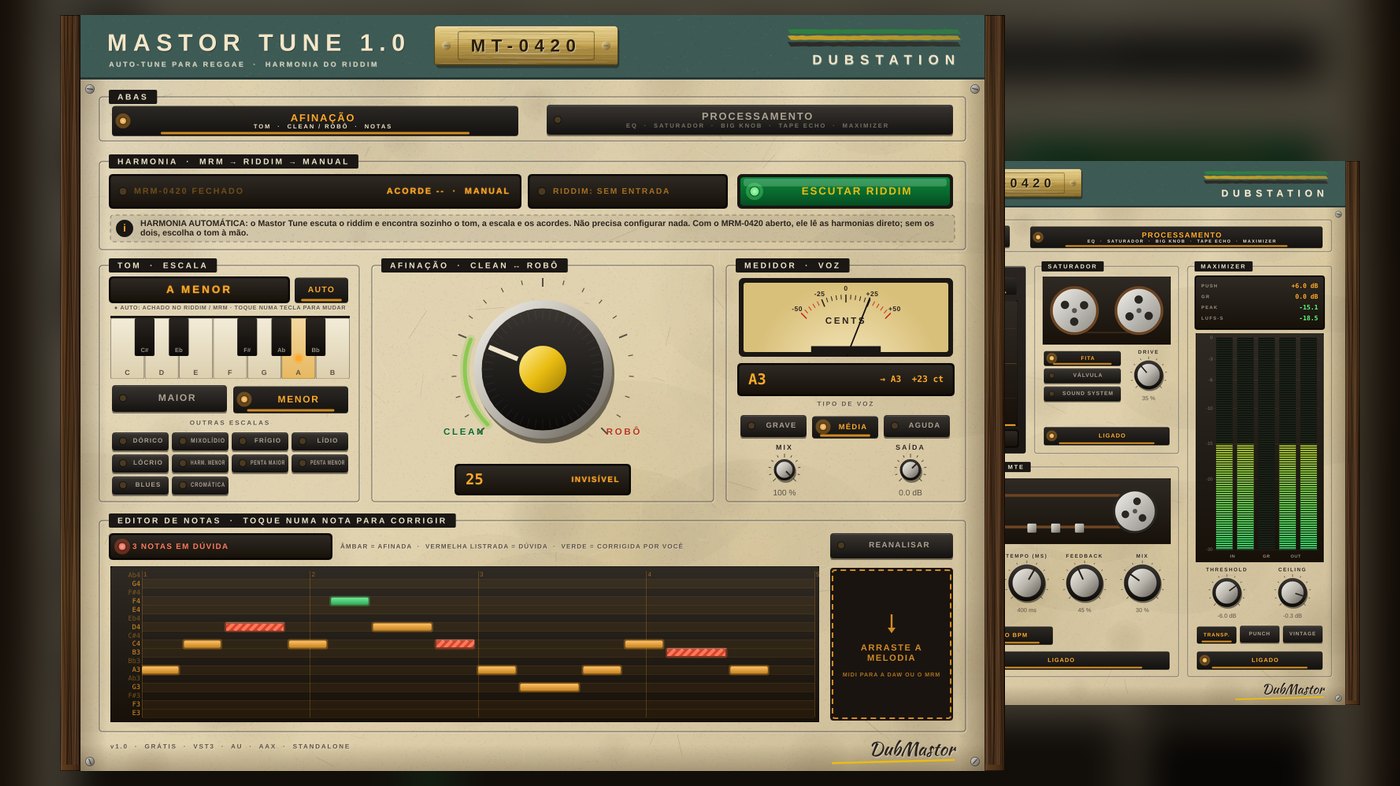 MASTOR TUNE 1.0
AUTO-TUNE PARA REGGAE · HARMONIA DO RIDDIM
MT-0420
DUBSTATION
ABAS
AFINAÇÃO
TOM · CLEAN / ROBÔ · NOTAS
PROCESSAMENTO
EQ · SATURADOR · BIG KNOB · TAPE ECHO · MAXIMIZER
HARMONIA · MRM → RIDDIM → MANUAL
MRM-0420 FECHADO
ACORDE -- · MANUAL
RIDDIM: SEM ENTRADA
ESCUTAR RIDDIM
i
HARMONIA AUTOMÁTICA: o Mastor Tune escuta o riddim e encontra sozinho o tom, a escala e os acordes. Não precisa configurar nada. Com o MRM-0420 aberto, ele lê as harmonias direto; sem os
dois, escolha o tom à mão.
TOM · ESCALA
A MENOR
AUTO
AUTO: ACHADO NO RIDDIM / MRM · TOQUE NUMA TECLA PARA MUDAR
C# Eb F# Ab Bb
C D E F G A B
MAIOR
MENOR
OUTRAS ESCALAS
DÓRICO
MIXOLÍDIO
FRÍGIO
LÍDIO
LÓCRIO
HARM. MENOR
PENTA MAIOR
PENTA MENOR
BLUES
CROMÁTICA
AFINAÇÃO · CLEAN ↔ ROBÔ
CLEAN
ROBÔ
25
INVISÍVEL
MEDIDOR · VOZ
-50 -25 0 +25 +50
CENTS
A3
→ A3 +23 ct
TIPO DE VOZ
GRAVE
MÉDIA
AGUDA
MIX
SAÍDA
100 %
0.0 dB
EDITOR DE NOTAS · TOQUE NUMA NOTA PARA CORRIGIR
3 NOTAS EM DÚVIDA
ÂMBAR = AFINADA · VERMELHA LISTRADA = DÚVIDA · VERDE = CORRIGIDA POR VOCÊ
REANALISAR
1 2 3 4
Ab4
G4
F#4
F4
E4
Eb4
D4
C#4
C4
B3
Bb3
A3
Ab3
G3
F#3
F3
E3
ARRASTE A
MELODIA
MIDI PARA A DAW OU O MRM
v1.0 · GRÁTIS · VST3 · AU · AAX · STANDALONE
DubMastor
0420
DUBSTATION
PROCESSAMENTO
EQ · SATURADOR · BIG KNOB · TAPE ECHO · MAXIMIZER
SATURADOR
FITA
VÁLVULA
SOUND SYSTEM
DRIVE
35 %
LIGADO
MAXIMIZER
PUSH +6.0 dB
GR 0.0 dB
PEAK -15.1
LUFS-S -18.5
IN GR OUT
THRESHOLD
CEILING
-6.0 dB
-0.3 dB
TRANSP.
PUNCH
VINTAGE
LIGADO
MTE
TEMPO (MS)
FEEDBACK
MIX
400 ms
45 %
30 %
BPM
LIGADO
DubMastor